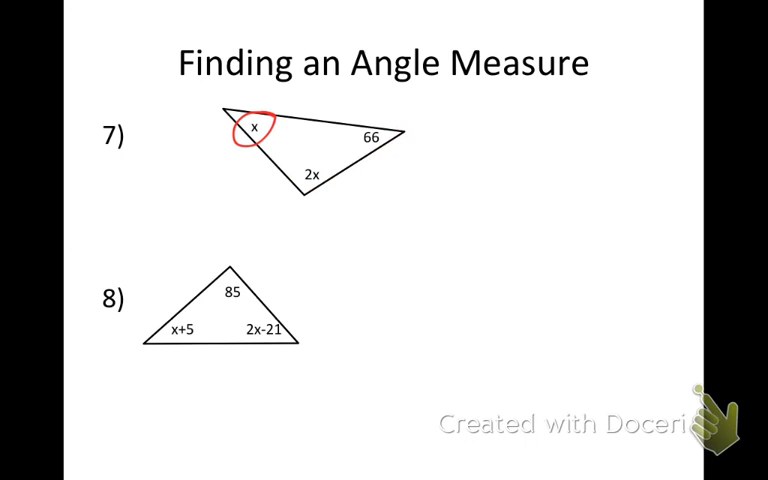 Finding an Angle Measure
7)
x
66
2x
8)
85
x+5
2x-21
Created with Doceri